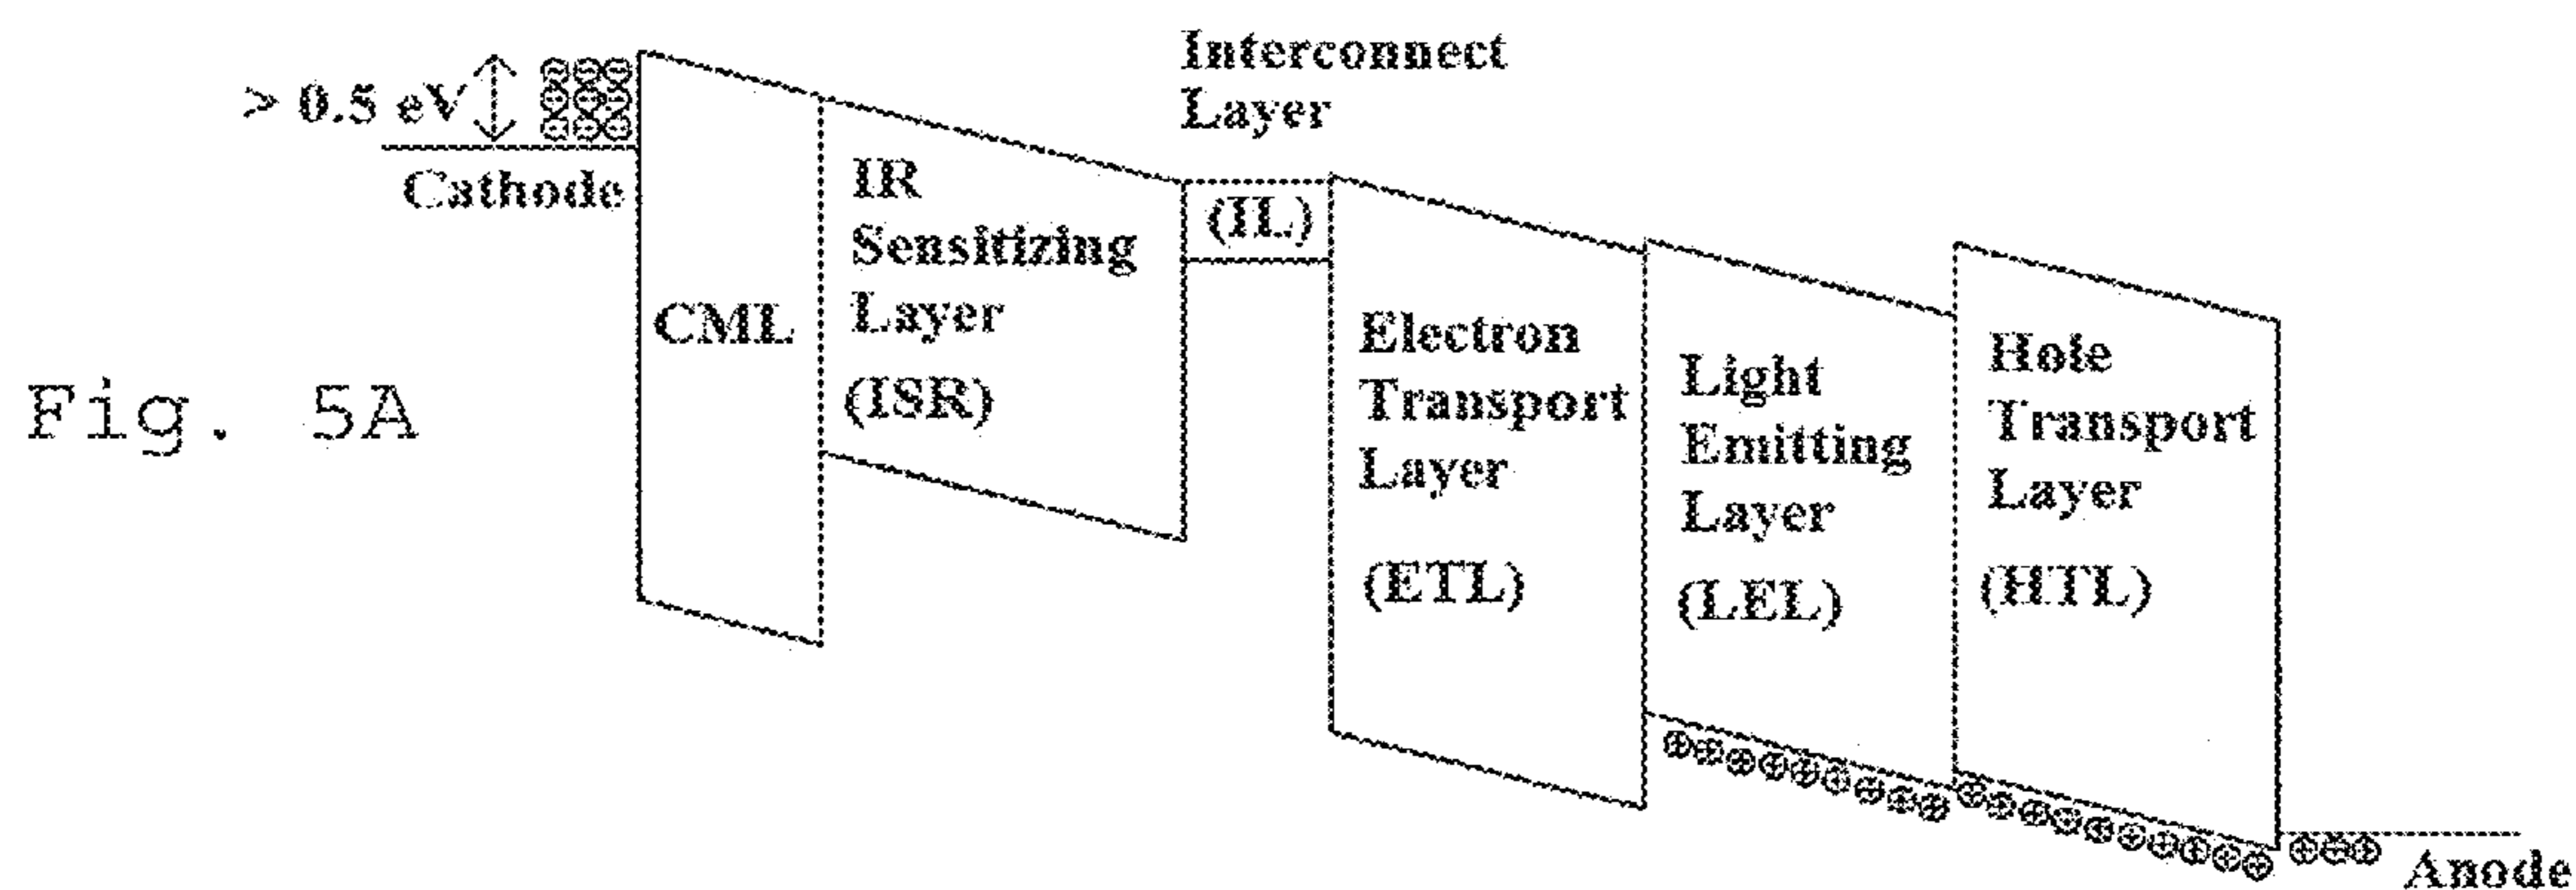 Interconnect
Layer
> 0.5 eV
Cathode
IR
Sensitizing
Layer
(ISR)
(IL)
CML
Electron
Transport
Layer
(ETL)
Light
Emitting
Layer
(LEL)
Hole
Transport
Layer
(HTL)
Fig. 5A
Anode